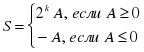 S = { 2^k A, если A ≥ 0
− A, если A ≤ 0